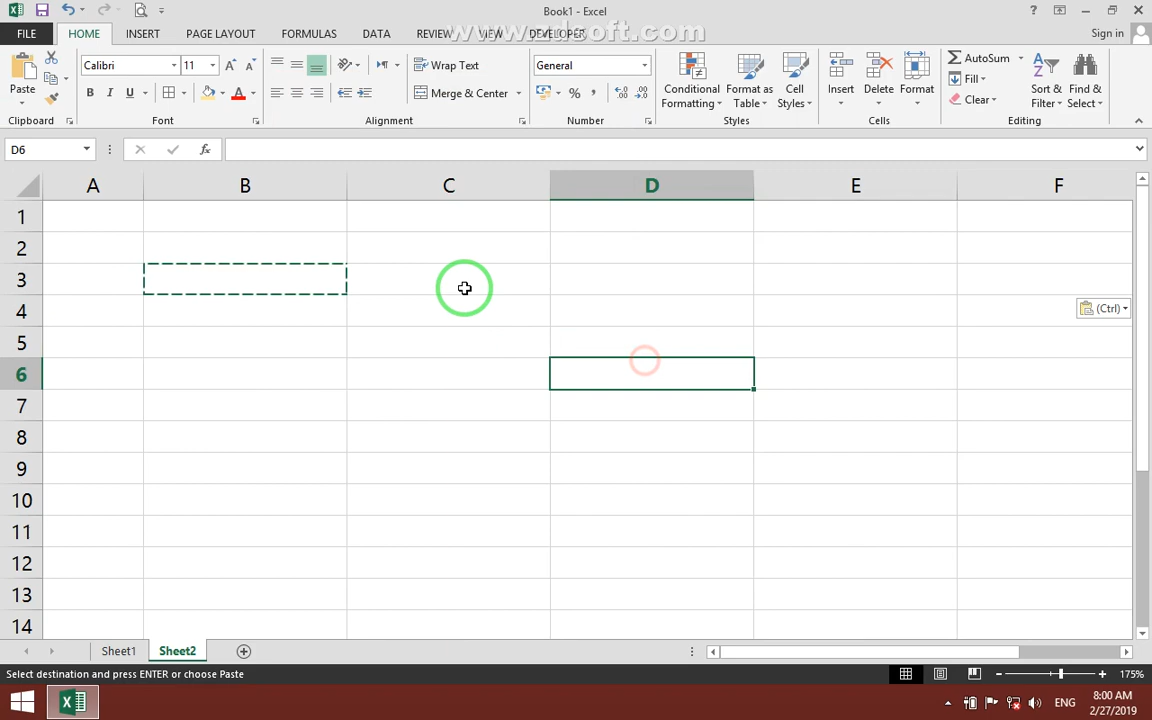 Book1 - Excel
?
FILE HOME INSERT PAGE LAYOUT FORMULAS DATA REVIEW VIEW DEVELOPER Sign in
www.zdsoft.com
Calibri 11 A A Wrap Text General AutoSum
Paste Conditional Formatting Format as Table Cell Styles Insert Delete Format Fill Sort & Filter Find & Select
B I U A Merge & Center % , Clear
Clipboard Font Alignment Number Styles Cells Editing
D6 fx
A B C D E F
1
2
3
4
(Ctrl)
5
6
7
8
9
10
11
12
13
14
Sheet1 Sheet2
Select destination and press ENTER or choose Paste 175%
ENG 8:00 AM
2/27/2019